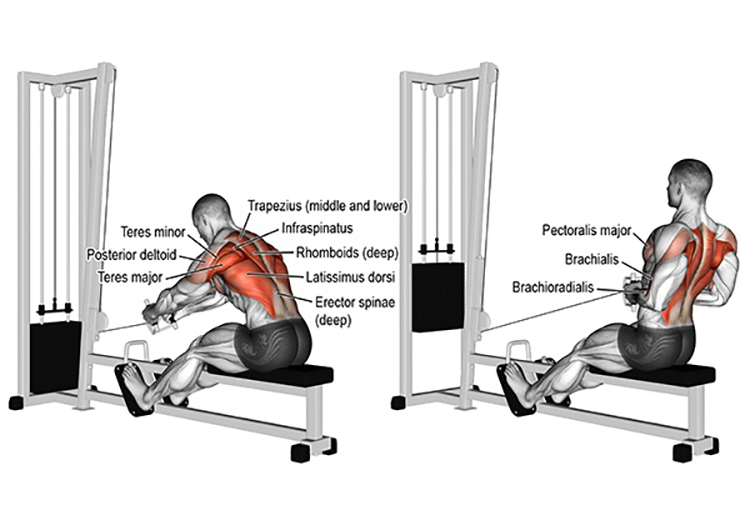 Trapezius (middle and lower)
Teres minor
Infraspinatus
Posterior deltoid
Rhomboids (deep)
Teres major
Latissimus dorsi
Erector spinae
(deep)
Pectoralis major
Brachialis
Brachioradialis